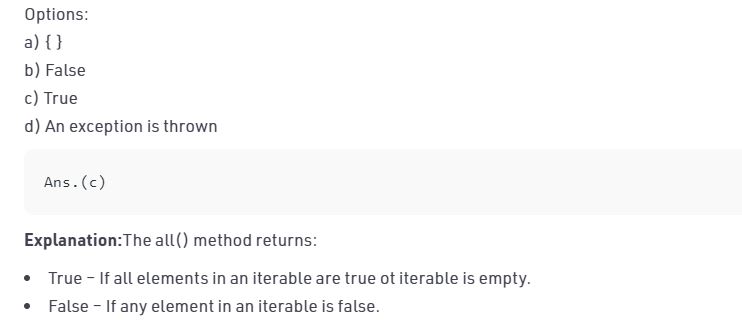 Options:
a) { }
b) False
c) True
d) An exception is thrown
Ans.(c)
Explanation:The all() method returns:
• True – If all elements in an iterable are true ot iterable is empty.
• False – If any element in an iterable is false.